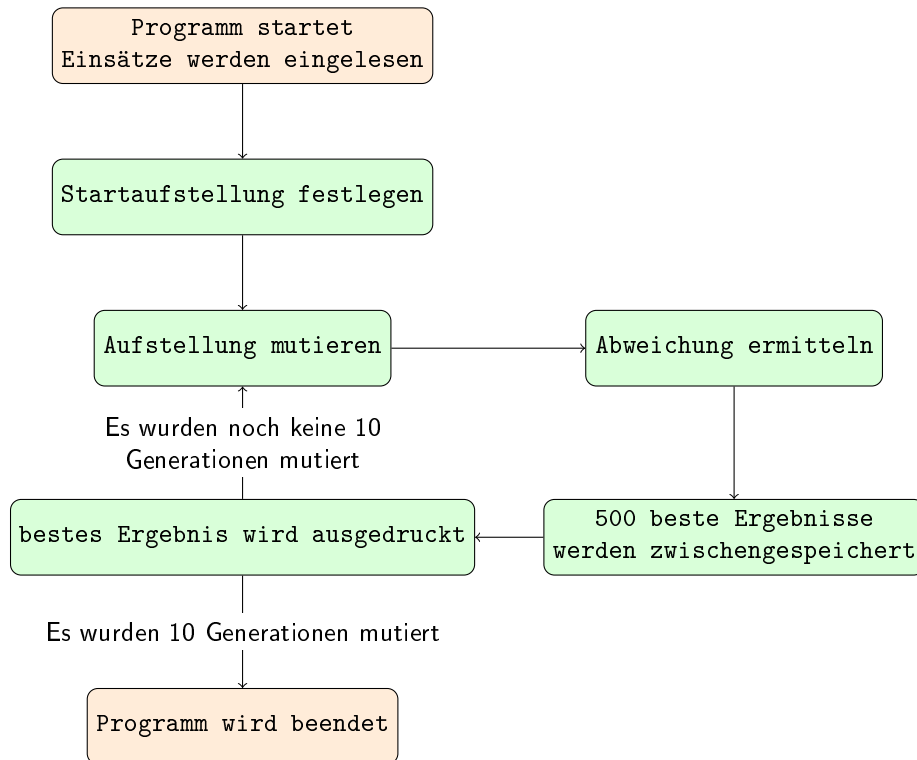 Programm startet
Einsätze werden eingelesen
Startaufstellung festlegen
Aufstellung mutieren
Abweichung ermitteln
Es wurden noch keine 10
Generationen mutiert
bestes Ergebnis wird ausgedruckt
500 beste Ergebnisse
werden zwischengespeichert
Es wurden 10 Generationen mutiert
Programm wird beendet